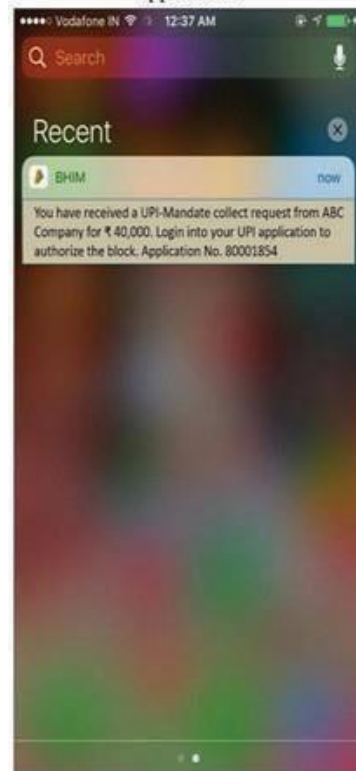 Vodafone IN 12:37 AM
Search
Recent
BHIM now
You have received a UPI-Mandate collect request from ABC
Company for ₹ 40,000. Login into your UPI application to
authorize the block. Application No. 80001854